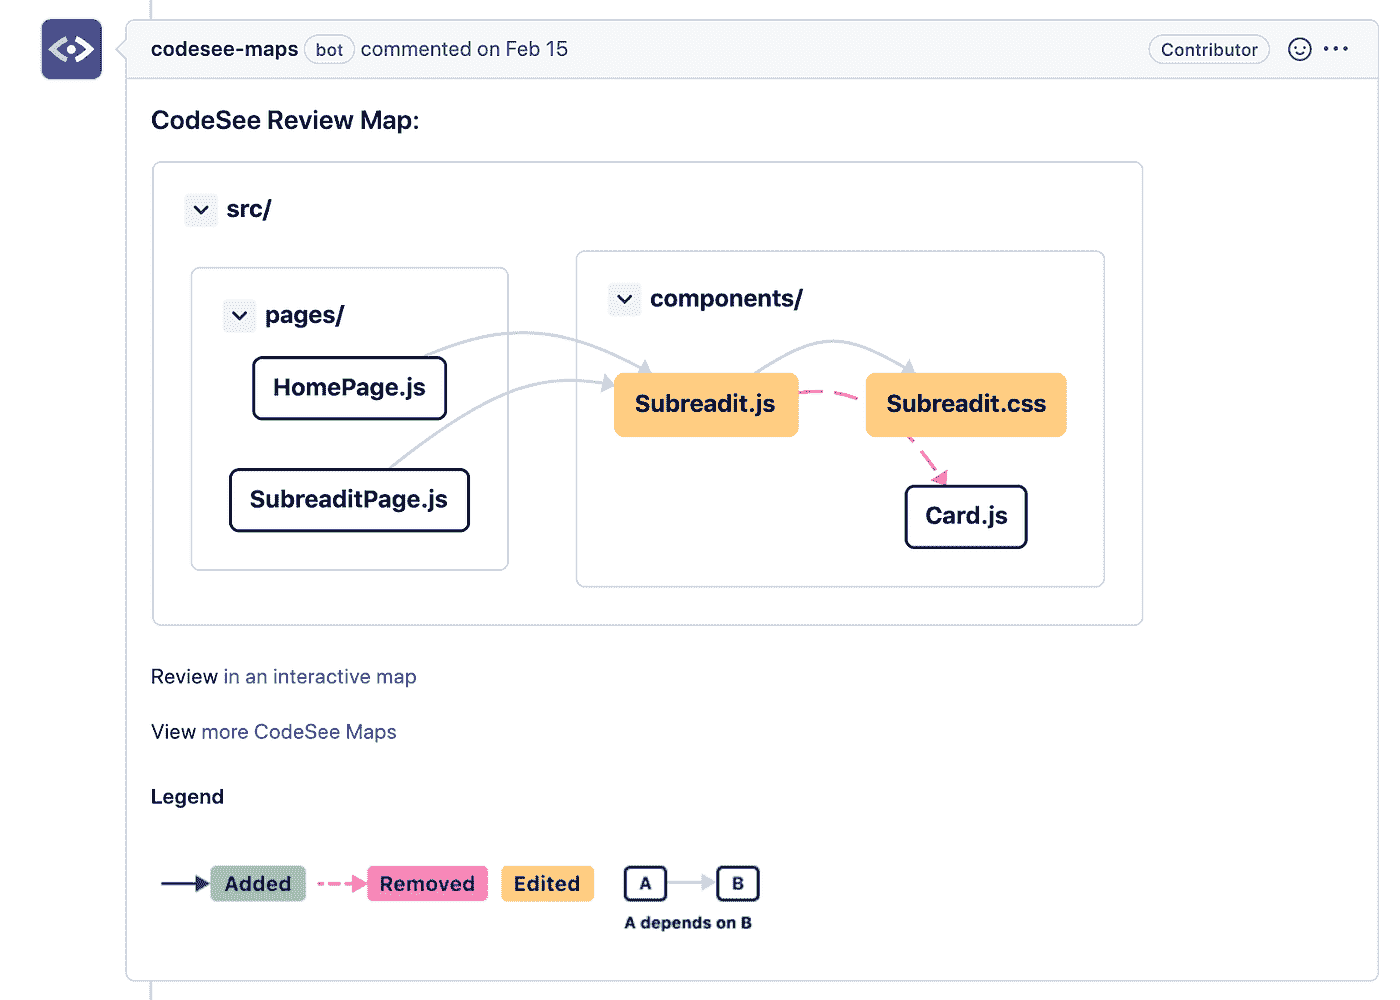 codesee-maps bot commented on Feb 15 Contributor
CodeSee Review Map:
src/
pages/
components/
HomePage.js
Subreadit.js
Subreadit.css
SubreaditPage.js
Card.js
Review in an interactive map
View more CodeSee Maps
Legend
Added Removed Edited A B
A depends on B